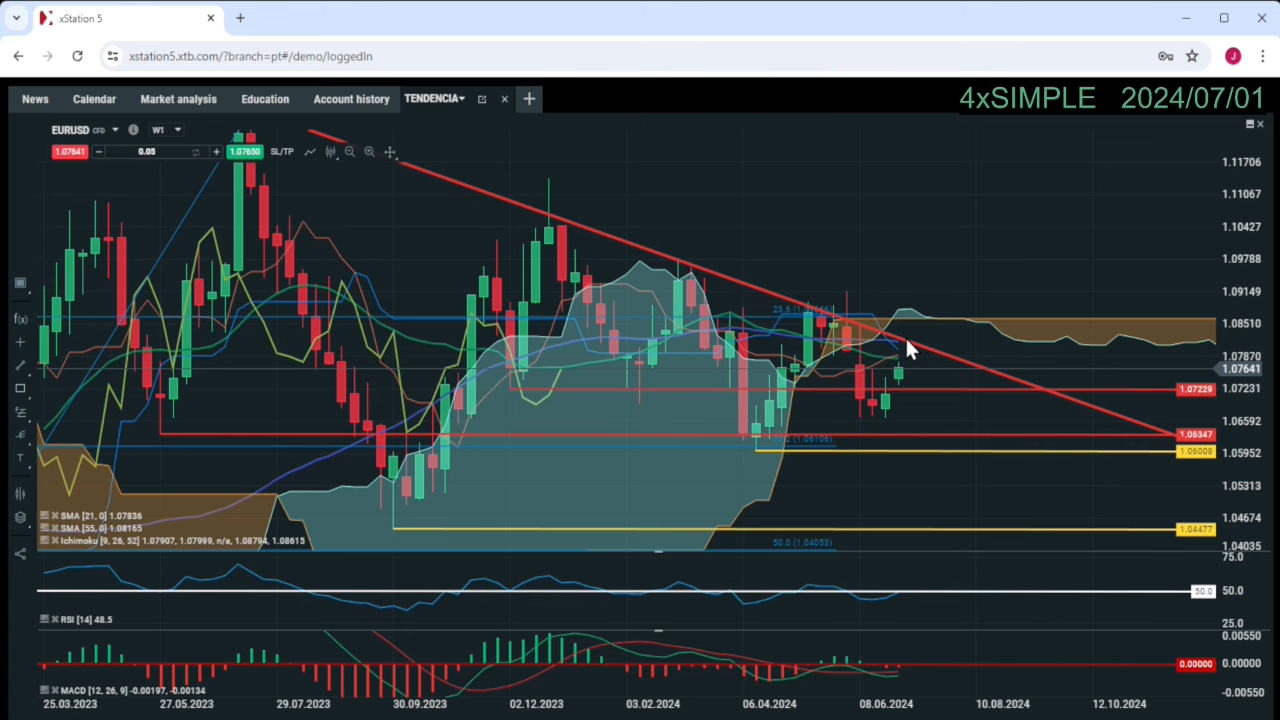 xStation 5
xstation5.xtb.com/?branch=pt#/demo/loggedIn
J
News Calendar Market analysis Education Account history TENDENCIA
4xSIMPLE 2024/07/01
EURUSD CFD W1
1.07641 0.05 1.07650 SL/TP
1.11706
1.11067
1.10427
1.09788
1.09149
1.08510
1.07870
1.07641
1.07231
1.07229
1.06592
1.06347
1.06008
1.05952
1.05313
1.04674
1.04477
1.04035
50.0 (1.04053)
SMA [21, 0] 1.07836
SMA [55, 0] 1.08165
Ichimoku [9, 26, 52] 1.07907, 1.07999, n/a, 1.08794, 1.08615
75.0
50.0 50.0
25.0
RSI [14] 48.5
0.00550
0.00000 0.00000
-0.00550
MACD [12, 26, 9] -0.00197, -0.00134
25.03.2023 27.05.2023 29.07.2023 30.09.2023 02.12.2023 03.02.2024 06.04.2024 08.06.2024 10.08.2024 12.10.2024